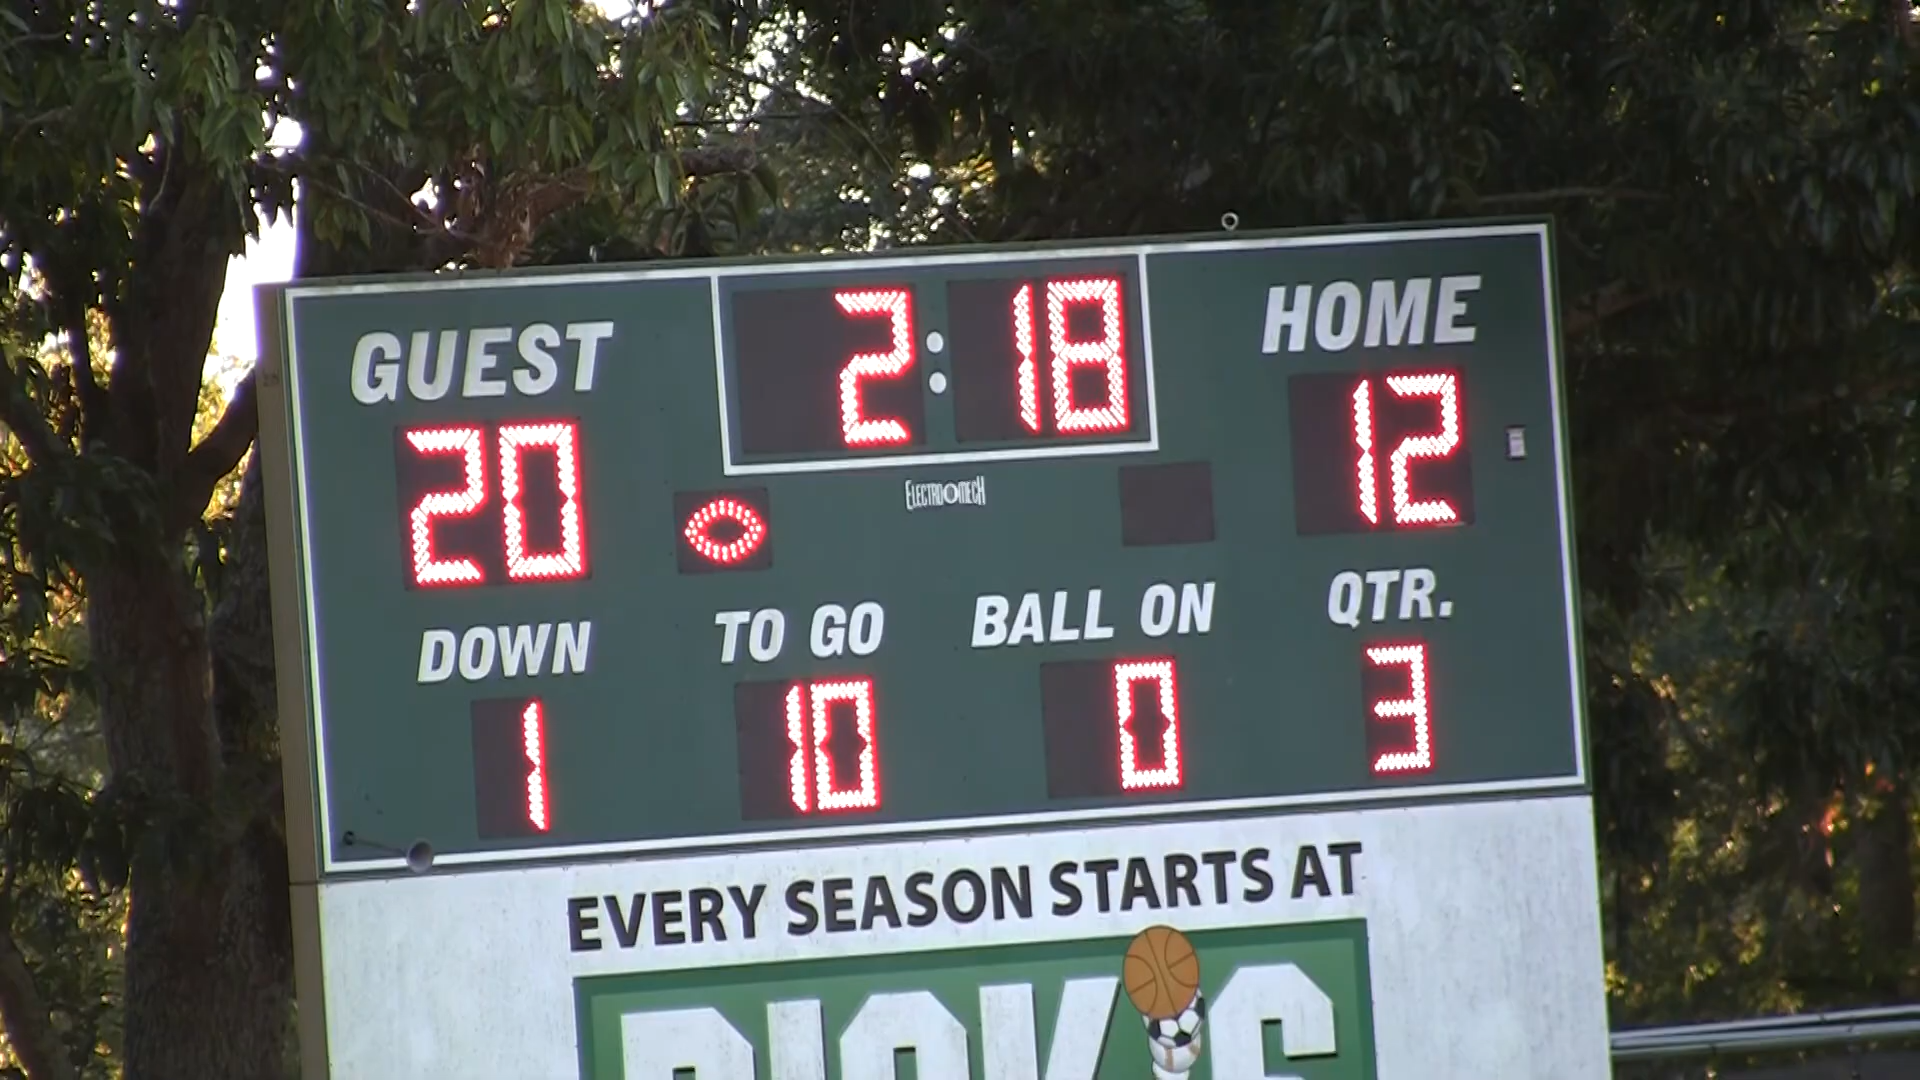 GUEST 2:18 HOME
20 12
ELECTRO-MECH
DOWN TO GO BALL ON QTR.
1 10 0 3
EVERY SEASON STARTS AT
DICK'S